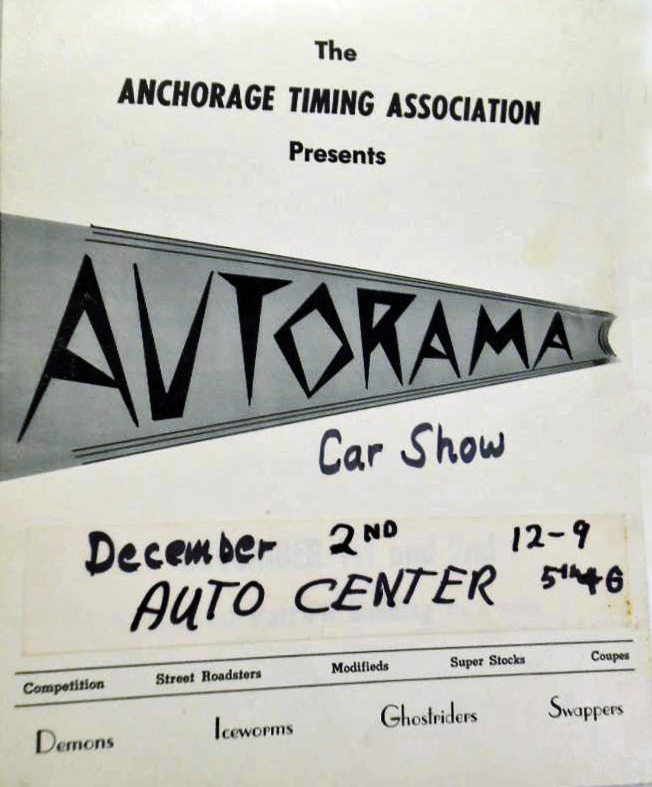 The
ANCHORAGE TIMING ASSOCIATION
Presents
AUTORAMA
Car Show
December 2ND 12-9
AUTO CENTER 5th & G
Competition Street Roadsters Modifieds Super Stocks Coupes
Demons Iceworms Ghostriders Swappers